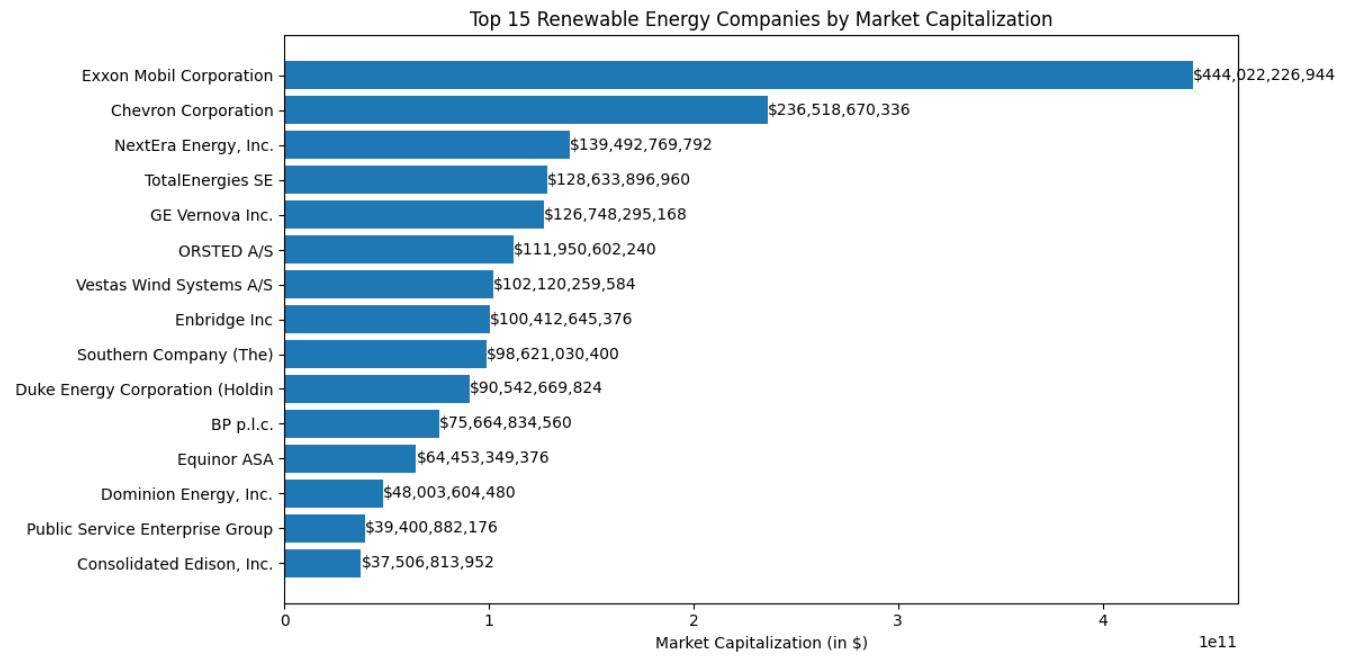 Top 15 Renewable Energy Companies by Market Capitalization
Exxon Mobil Corporation $444,022,226,944
Chevron Corporation $236,518,670,336
NextEra Energy, Inc. $139,492,769,792
TotalEnergies SE $128,633,896,960
GE Vernova Inc. $126,748,295,168
ORSTED A/S $111,950,602,240
Vestas Wind Systems A/S $102,120,259,584
Enbridge Inc $100,412,645,376
Southern Company (The) $98,621,030,400
Duke Energy Corporation (Holdin $90,542,669,824
BP p.l.c. $75,664,834,560
Equinor ASA $64,453,349,376
Dominion Energy, Inc. $48,003,604,480
Public Service Enterprise Group $39,400,882,176
Consolidated Edison, Inc. $37,506,813,952
0 1 2 3 4
1e11
Market Capitalization (in $)